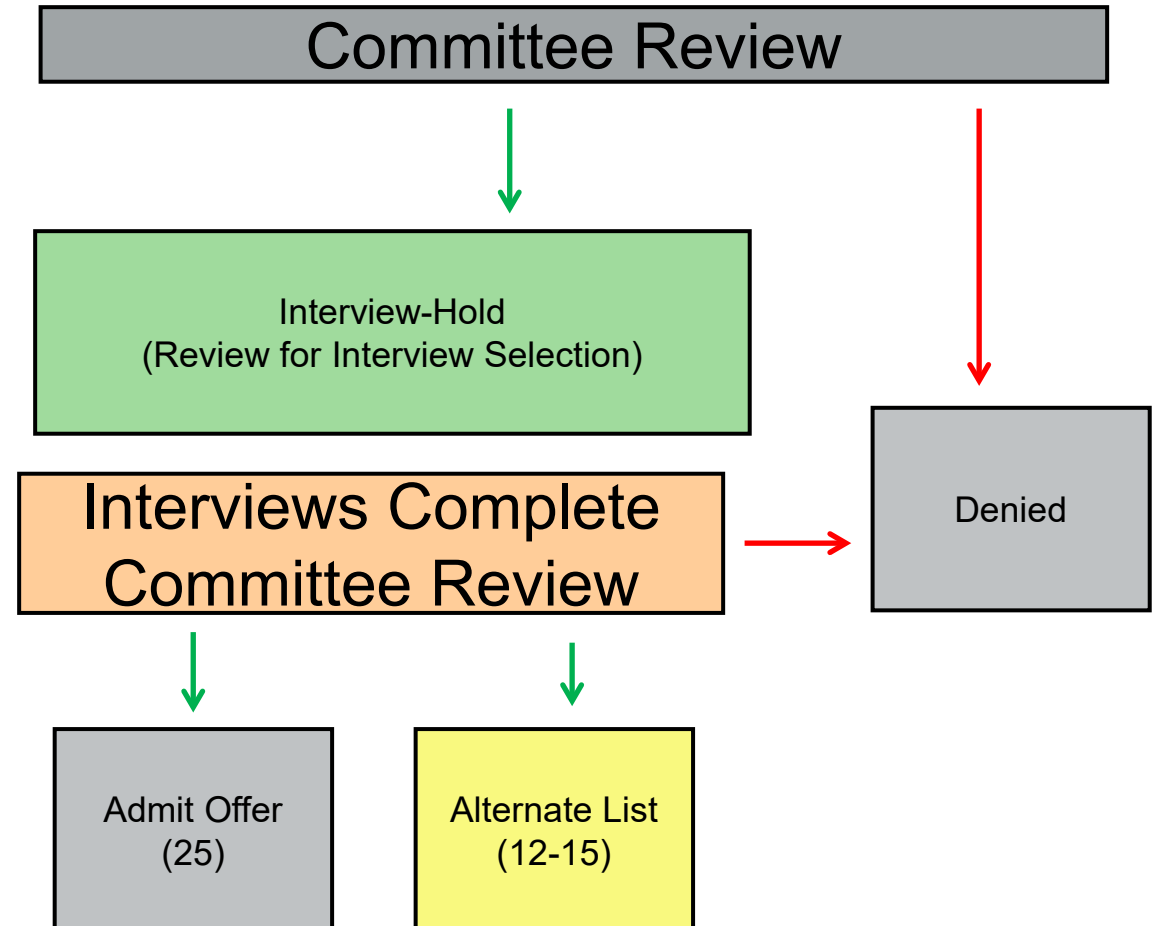 Committee Review
Interview-Hold
(Review for Interview Selection)
Interviews Complete
Committee Review
Denied
Admit Offer
(25)
Alternate List
(12-15)